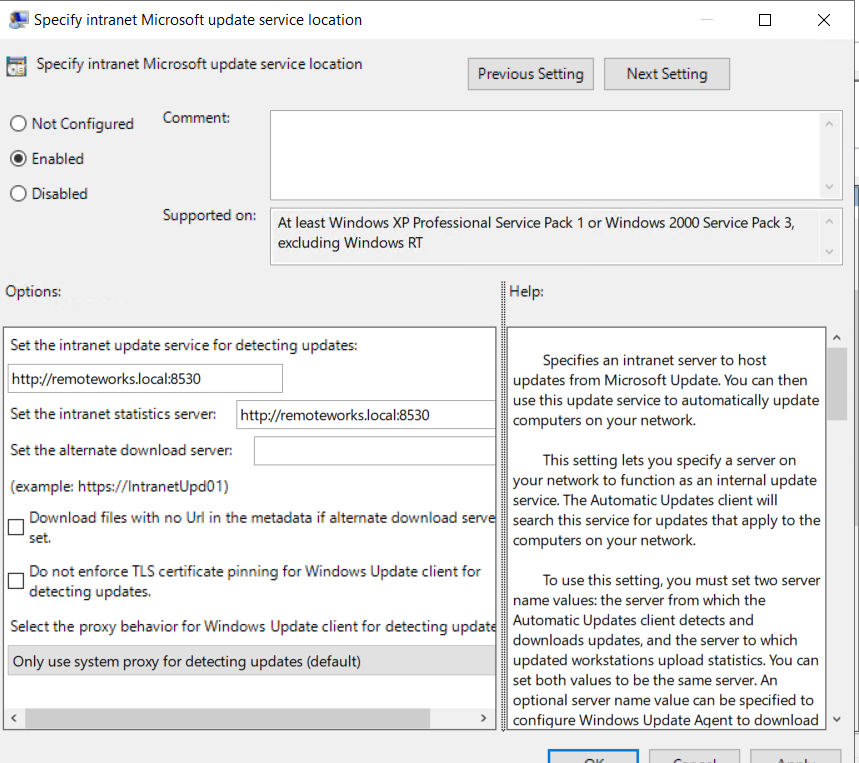 Specify intranet Microsoft update service location
Specify intranet Microsoft update service location
Previous Setting
Next Setting
Not Configured
Enabled
Disabled
Comment:
Supported on:
At least Windows XP Professional Service Pack 1 or Windows 2000 Service Pack 3,
excluding Windows RT
Options:
Set the intranet update service for detecting updates:
http://remoteworks.local:8530
Set the intranet statistics server:
http://remoteworks.local:8530
Set the alternate download server:
(example: https://IntranetUpd01)
Download files with no Url in the metadata if alternate download serve
set.
Do not enforce TLS certificate pinning for Windows Update client for
detecting updates.
Select the proxy behavior for Windows Update client for detecting update
Only use system proxy for detecting updates (default)
Help:
Specifies an intranet server to host
updates from Microsoft Update. You can then
use this update service to automatically update
computers on your network.
This setting lets you specify a server on
your network to function as an internal update
service. The Automatic Updates client will
search this service for updates that apply to the
computers on your network.
To use this setting, you must set two server
name values: the server from which the
Automatic Updates client detects and
downloads updates, and the server to which
updated workstations upload statistics. You can
set both values to be the same server. An
optional server name value can be specified to
configure Windows Update Agent to download
OK
Cancel
Apply